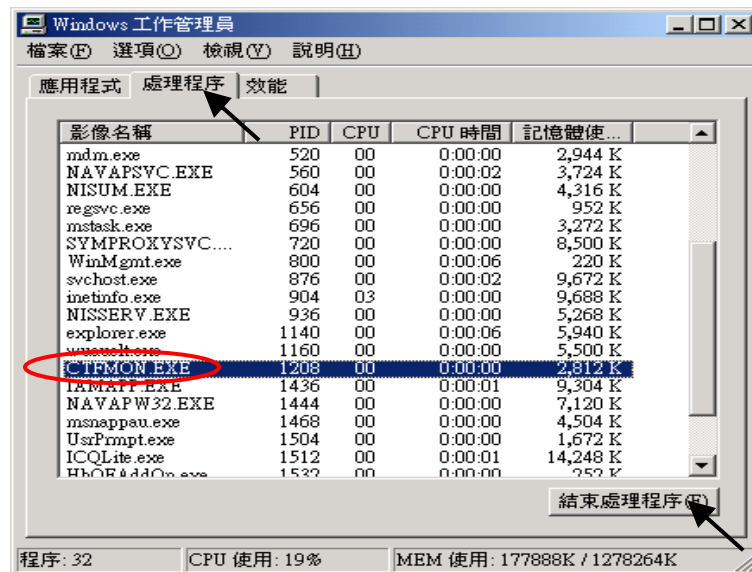 Windows 工作管理員
檔案(F) 選項(O) 檢視(V) 說明(H)
應用程式 處理程序 效能
影像名稱 PID CPU CPU 時間 記憶體使...
mdm.exe 520 00 0:00:00 2,944 K
NAVAPSVC.EXE 560 00 0:00:02 3,724 K
NISUM.EXE 604 00 0:00:00 4,316 K
regsvc.exe 656 00 0:00:00 952 K
mstask.exe 696 00 0:00:00 3,272 K
SYMPROXYSVC.... 720 00 0:00:00 8,500 K
WinMgmt.exe 800 00 0:00:06 220 K
svchost.exe 876 00 0:00:02 9,672 K
inetinfo.exe 904 03 0:00:00 9,688 K
NISSERV.EXE 936 00 0:00:00 5,268 K
explorer.exe 1140 00 0:00:06 5,940 K
wuauclt.exe 1160 00 0:00:00 5,500 K
CTFMON.EXE 1208 00 0:00:00 2,812 K
IAMAPP.EXE 1436 00 0:00:01 9,304 K
NAVAPW32.EXE 1444 00 0:00:00 7,120 K
msnappau.exe 1468 00 0:00:00 4,504 K
UsrPrmpt.exe 1504 00 0:00:00 1,672 K
ICQLite.exe 1512 00 0:00:01 14,248 K
HbOEAddOn.exe 1532 00 0:00:00 252 K
結束處理程序(E)
程序: 32 CPU 使用: 19% MEM 使用: 177888K / 1278264K